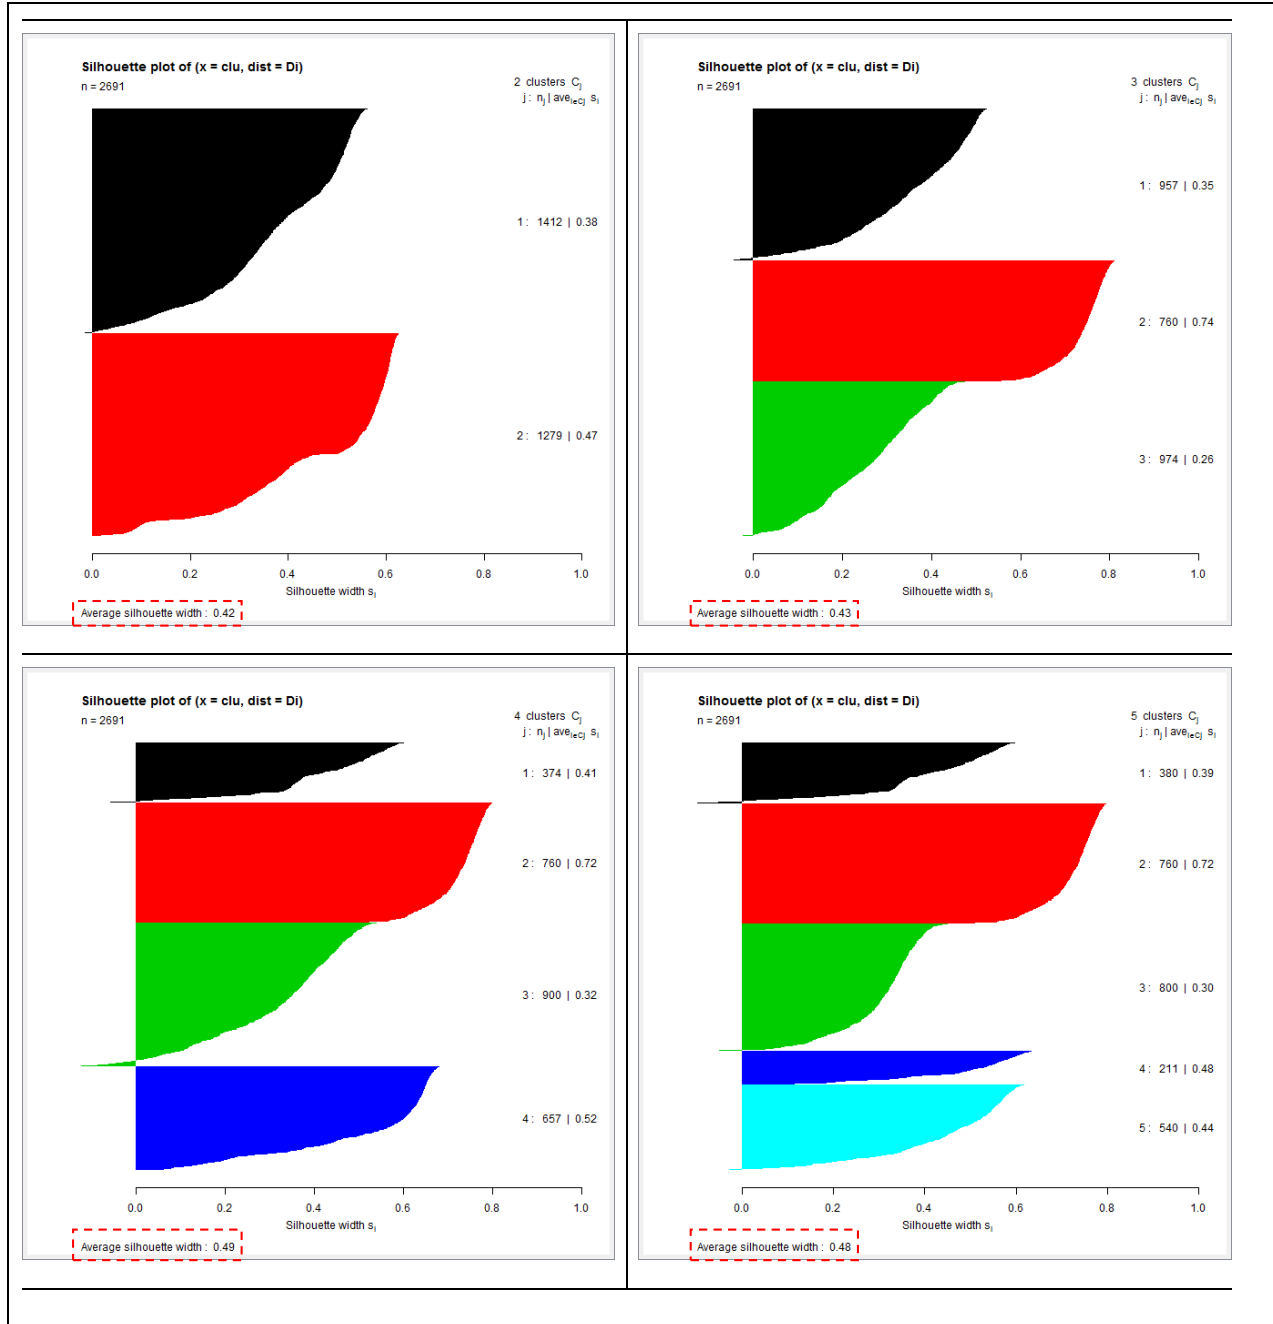 Silhouette plot of (x = clu, dist = Di)
n = 2691
2 clusters Cj
j : nj | avei∈Cj si
1 : 1412 | 0.38
2 : 1279 | 0.47
0.0 0.2 0.4 0.6 0.8 1.0
Silhouette width si
Average silhouette width : 0.42
Silhouette plot of (x = clu, dist = Di)
n = 2691
3 clusters Cj
j : nj | avei∈Cj si
1 : 957 | 0.35
2 : 760 | 0.74
3 : 974 | 0.26
0.0 0.2 0.4 0.6 0.8 1.0
Silhouette width si
Average silhouette width : 0.43
Silhouette plot of (x = clu, dist = Di)
n = 2691
4 clusters Cj
j : nj | avei∈Cj si
1 : 374 | 0.41
2 : 760 | 0.72
3 : 900 | 0.32
4 : 657 | 0.52
0.0 0.2 0.4 0.6 0.8 1.0
Silhouette width si
Average silhouette width : 0.49
Silhouette plot of (x = clu, dist = Di)
n = 2691
5 clusters Cj
j : nj | avei∈Cj si
1 : 380 | 0.39
2 : 760 | 0.72
3 : 800 | 0.30
4 : 211 | 0.48
5 : 540 | 0.44
0.0 0.2 0.4 0.6 0.8 1.0
Silhouette width si
Average silhouette width : 0.48